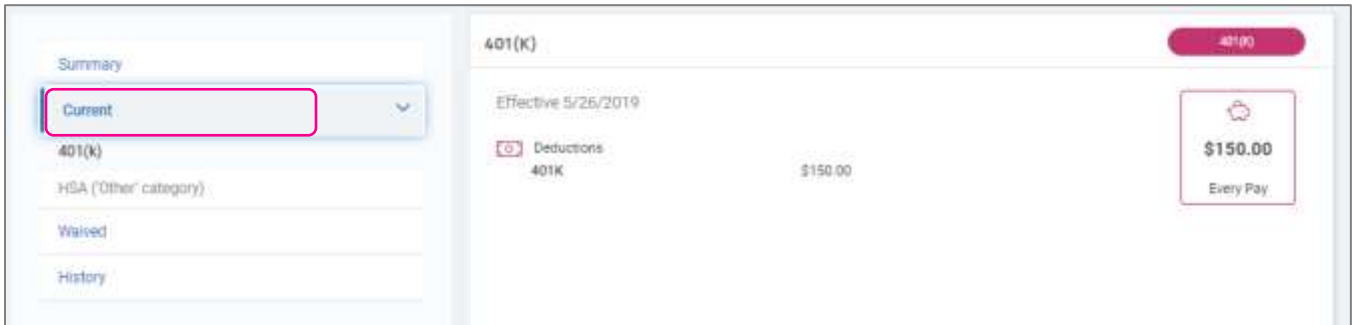 Summary
Current
401(k)
HSA ('Other' category)
Waived
History
401(K)
401(K)
Effective 5/26/2019
Deductions
401K $150.00
$150.00
Every Pay